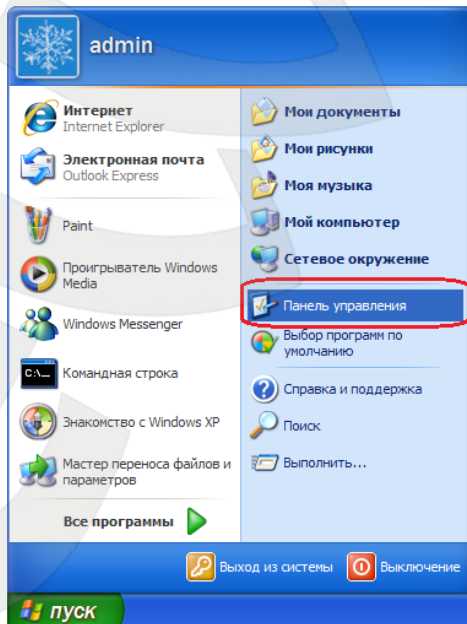 admin
Интернет
Internet Explorer
Электронная почта
Outlook Express
Paint
Проигрыватель Windows
Media
Windows Messenger
C:\_
Командная строка
Знакомство с Windows XP
Мастер переноса файлов и
параметров
Все программы
Мои документы
Мои рисунки
Моя музыка
Мой компьютер
Сетевое окружение
Панель управления
Выбор программ по
умолчанию
Справка и поддержка
Поиск
Выполнить...
Выход из системы
Выключение
пуск